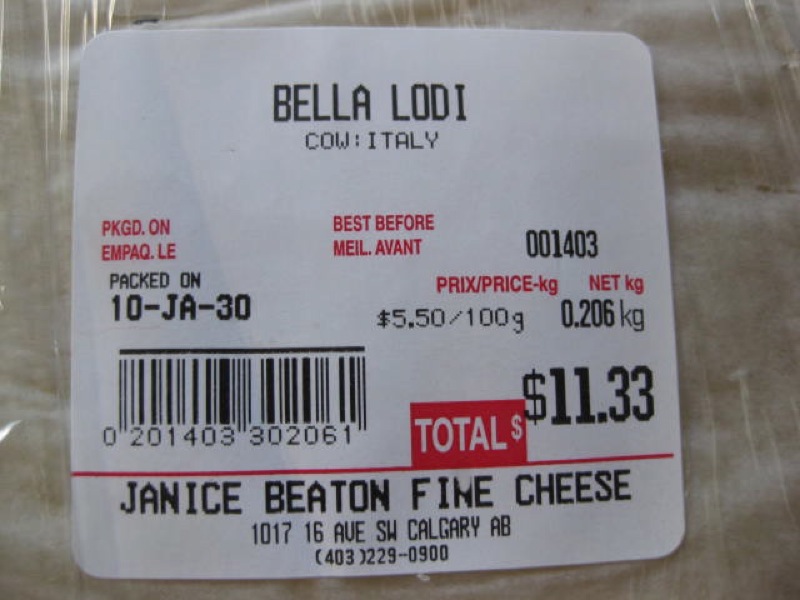 BELLA LODI
COW:ITALY
PKGD. ON BEST BEFORE
EMPAQ. LE MEIL. AVANT 001403
PACKED ON PRIX/PRICE-kg NET kg
10-JA-30 $5.50/100g 0.206 kg
0 201403 302061
TOTAL $ $11.33
JANICE BEATON FINE CHEESE
1017 16 AVE SW CALGARY AB
(403)229-0900